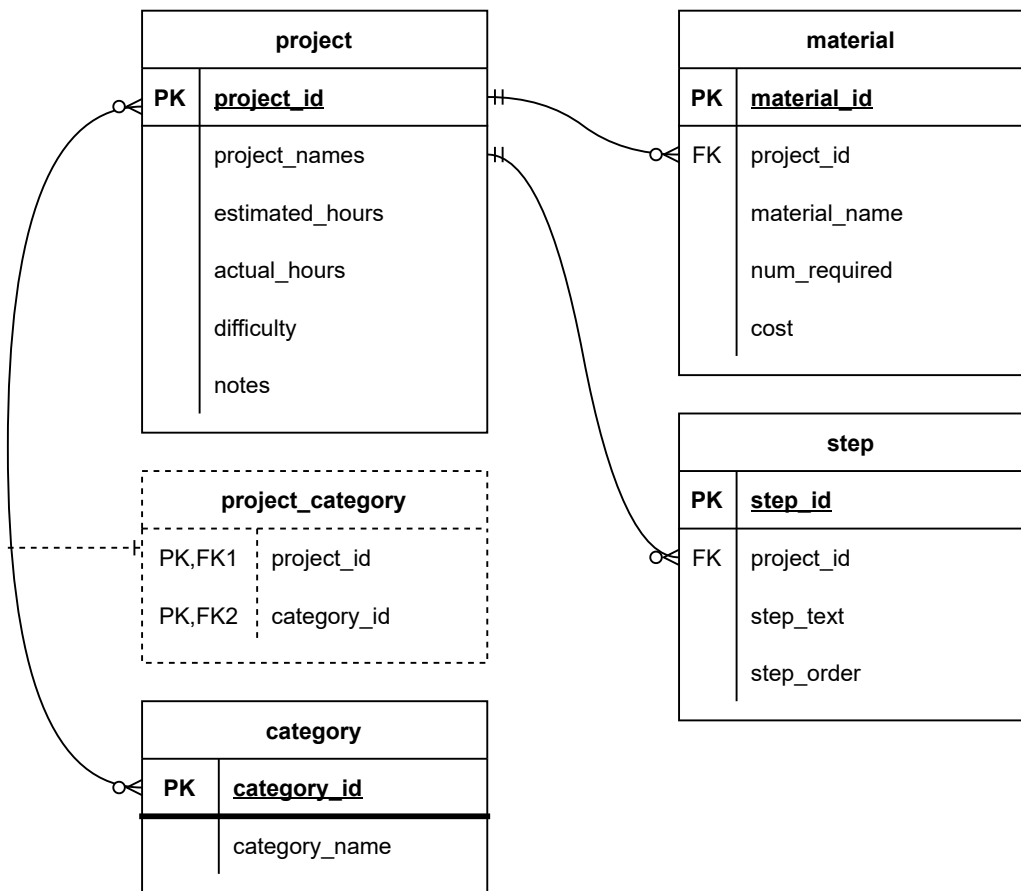 project
PK project_id
project_names
estimated_hours
actual_hours
difficulty
notes
material
PK material_id
FK project_id
material_name
num_required
cost
project_category
PK,FK1 project_id
PK,FK2 category_id
step
PK step_id
FK project_id
step_text
step_order
category
PK category_id
category_name